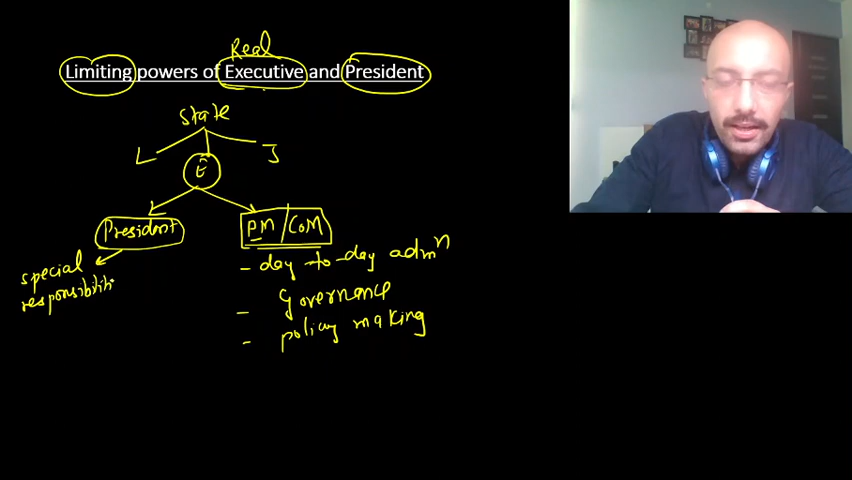 Real
Limiting powers of Executive and President
State
L
E
J
President
PM/COM
- day-to-day admn
special
responsibiliti
- Governance
- policy making